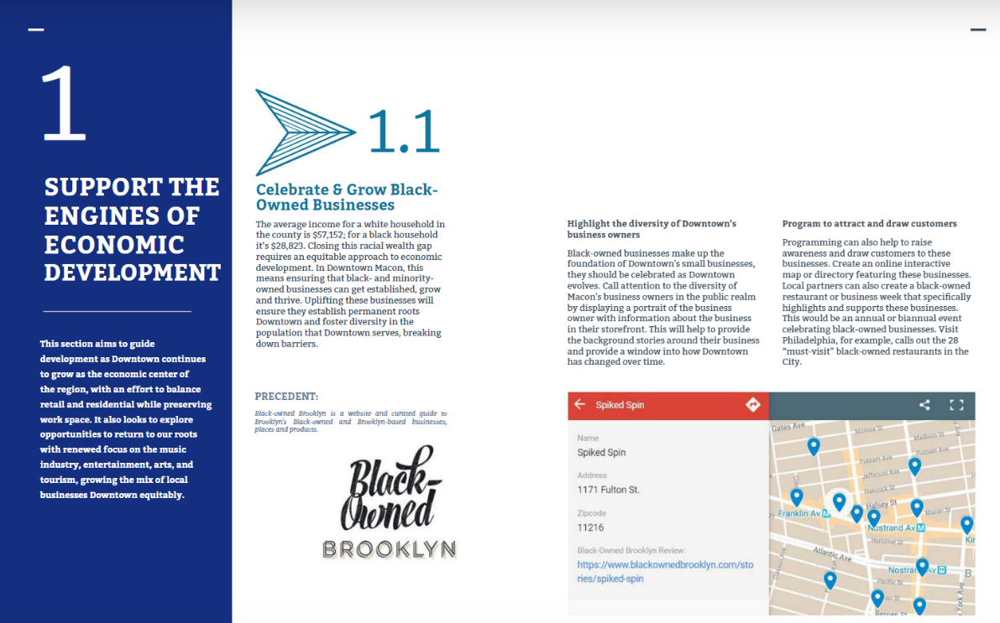 1
SUPPORT THE
ENGINES OF
ECONOMIC
DEVELOPMENT
This section aims to guide
development as Downtown continues
to grow as the economic center of
the region, with an effort to balance
retail and residential while preserving
work space. It also looks to explore
opportunities to return to our roots
with renewed focus on the music
industry, entertainment, arts, and
tourism, growing the mix of local
businesses Downtown equitably.
1.1
Celebrate & Grow Black-
Owned Businesses
The average income for a white household in
the county is $57,152; for a black household
it's $28,823. Closing this racial wealth gap
requires an equitable approach to economic
development. In Downtown Macon, this
means ensuring that black- and minority-
owned businesses can get established, grow
and thrive. Uplifting these businesses will
ensure they establish permanent roots
Downtown and foster diversity in the
population that Downtown serves, breaking
down barriers.
PRECEDENT:
Black-owned Brooklyn is a website and curated guide to
Brooklyn's Black-owned and Brooklyn-based businesses,
places and products.
Black-
Owned
BROOKLYN
Highlight the diversity of Downtown's
business owners
Black-owned businesses make up the
foundation of Downtown's small businesses,
they should be celebrated as Downtown
evolves. Call attention to the diversity of
Macon's business owners in the public realm
by displaying a portrait of the business
owner with information about the business
in their storefront. This will help to provide
the background stories around their business
and provide a window into how Downtown
has changed over time.
Program to attract and draw customers
Programming can also help to raise
awareness and draw customers to these
businesses. Create an online interactive
map or directory featuring these businesses.
Local partners can also create a black-owned
restaurant or business week that specifically
highlights and supports these businesses.
This would be an annual or biannual event
celebrating black-owned businesses. Visit
Philadelphia, for example, calls out the 28
"must-visit" black-owned restaurants in the
City.
Spiked Spin
Name
Spiked Spin
Address
1171 Fulton St.
Zipcode
11216
Black-Owned Brooklyn Review:
https://www.blackownedbrooklyn.com/sto
ries/spiked-spin
Gates Ave
Monroe St
Madison St
Putnam Ave
Putnam Ave
Jefferson Ave
Hancock St
Halsey St
Macon St
Franklin Av M
Nostrand Av M
Kin
Herkimer St
Atlantic Ave
Classon Ave
Nostran Av
B
Pacific St
Bergen St
York Ave